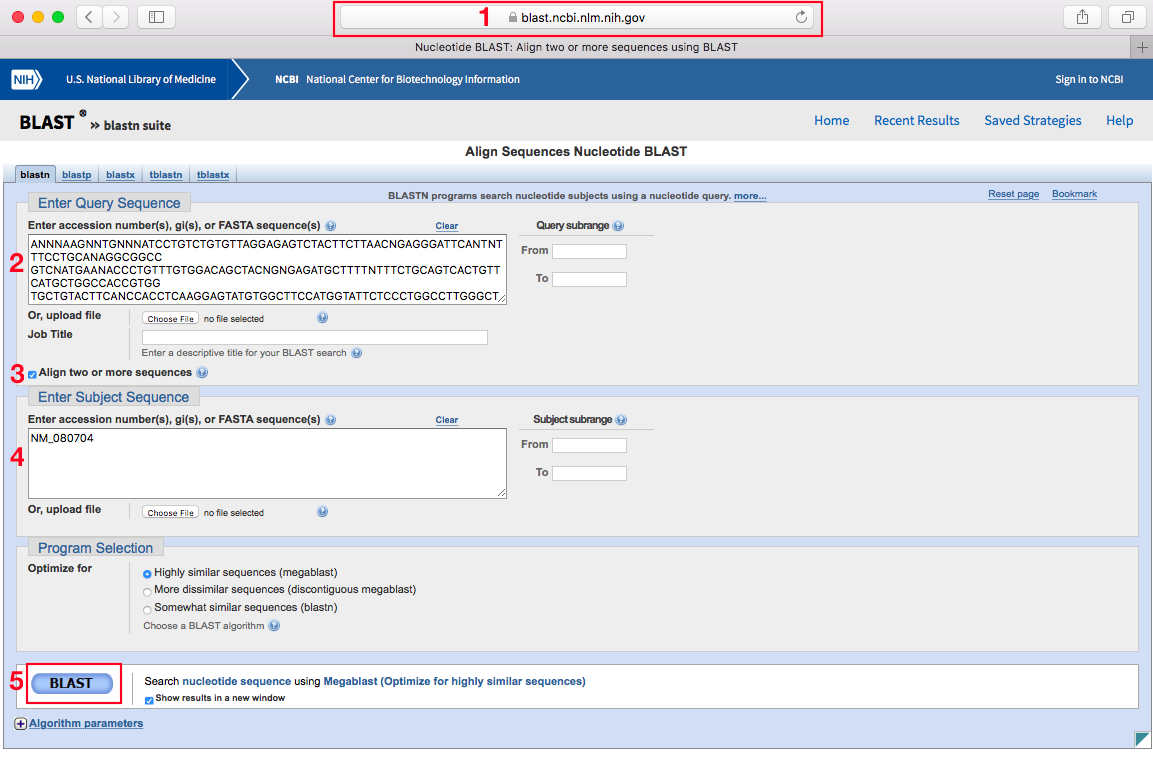 1 blast.ncbi.nlm.nih.gov
Nucleotide BLAST: Align two or more sequences using BLAST
NIH U.S. National Library of Medicine NCBI National Center for Biotechnology Information Sign in to NCBI
BLAST ® » blastn suite Home Recent Results Saved Strategies Help
Align Sequences Nucleotide BLAST
blastn blastp blastx tblastn tblastx
BLASTN programs search nucleotide subjects using a nucleotide query. more... Reset page Bookmark
Enter Query Sequence
Enter accession number(s), gi(s), or FASTA sequence(s) ? Clear Query subrange ?
2
ANNNAAGNNTGNNNATCCTGTCTGTGTTAGGAGAGTCTACTTCTTAACNGAGGGATTCANTNT
TTCCTGCANAGGCGGCC
GTCNATGAANACCCTGTTTGTGGACAGCTACNGNGAGATGCTTTTNTTTCTGCAGTCACTGTT
CATGCTGGCCACCGTGG
TGCTGTACTTCANCCACCTCAAGGAGTATGTGGCTTCCATGGTATTCTCCCTGGCCTTGGGCT
From
To
Or, upload file Choose File no file selected ?
Job Title
Enter a descriptive title for your BLAST search ?
3 Align two or more sequences ?
Enter Subject Sequence
Enter accession number(s), gi(s), or FASTA sequence(s) ? Clear Subject subrange ?
4 NM_080704
From
To
Or, upload file Choose File no file selected ?
Program Selection
Optimize for Highly similar sequences (megablast)
More dissimilar sequences (discontiguous megablast)
Somewhat similar sequences (blastn)
Choose a BLAST algorithm ?
5 BLAST Search nucleotide sequence using Megablast (Optimize for highly similar sequences)
Show results in a new window
+ Algorithm parameters